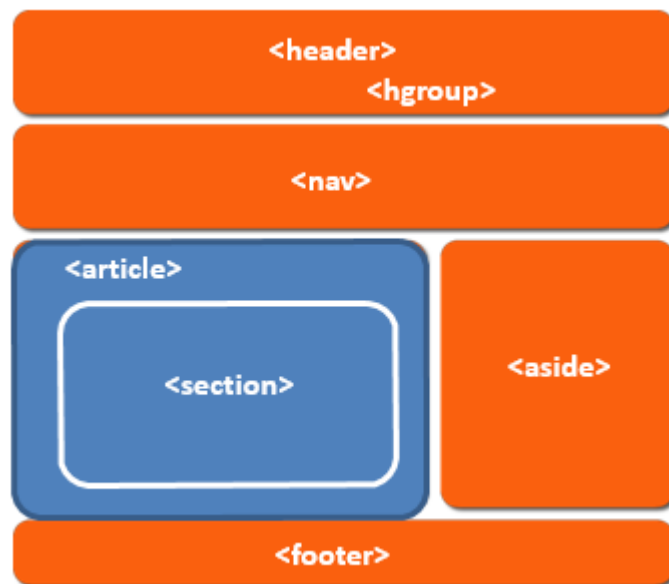 <header>
<hgroup>
<nav>
<article>
<section>
<aside>
<footer>